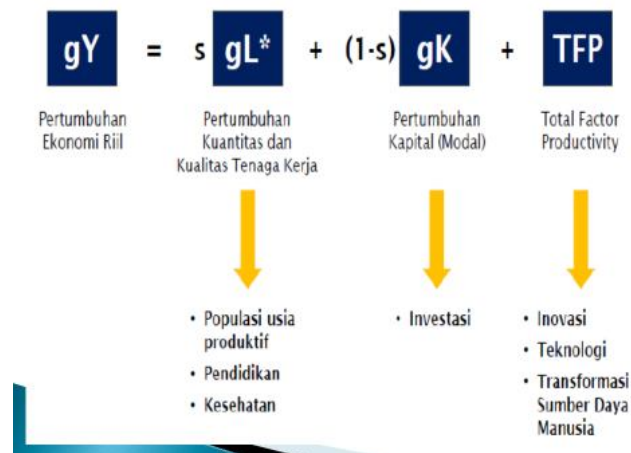 gY = s gL* + (1-s) gK + TFP
Pertumbuhan
Ekonomi Riil
Pertumbuhan
Kuantitas dan
Kualitas Tenaga Kerja
Pertumbuhan
Kapital (Modal)
Total Factor
Productivity
• Populasi usia
produktif
• Pendidikan
• Kesehatan
• Investasi
• Inovasi
• Teknologi
• Transformasi
Sumber Daya
Manusia